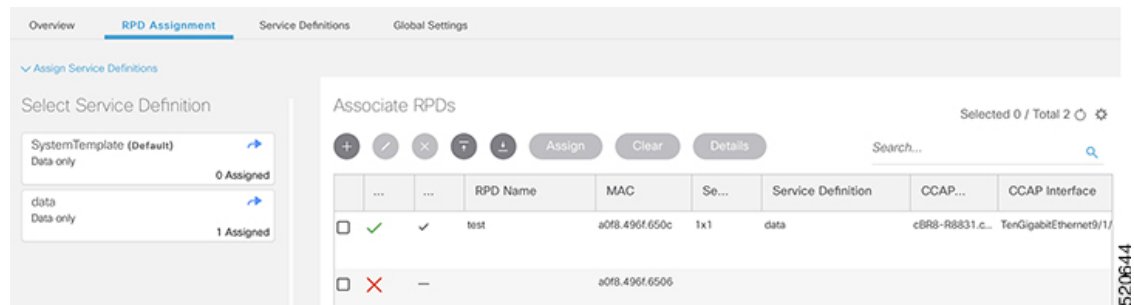 Overview RPD Assignment Service Definitions Global Settings
Assign Service Definitions
Select Service Definition
SystemTemplate (Default)
Data only
0 Assigned
data
Data only
1 Assigned
Associate RPDs
Selected 0 / Total 2
Assign Clear Details Search...
... ... RPD Name MAC Se... Service Definition CCAP... CCAP Interface
test a0f8.496f.650c 1x1 data cBR8-R8831.c... TenGigabitEthernet9/1/
a0f8.496f.6506
520644